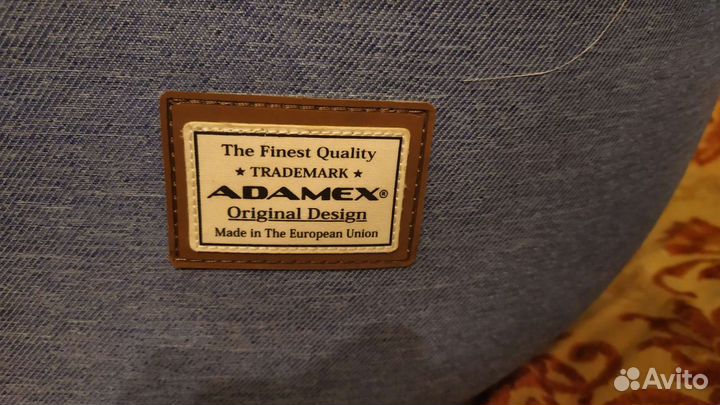 The Finest Quality
★ TRADEMARK ★
ADAMEX®
Original Design
Made in The European Union
Avito